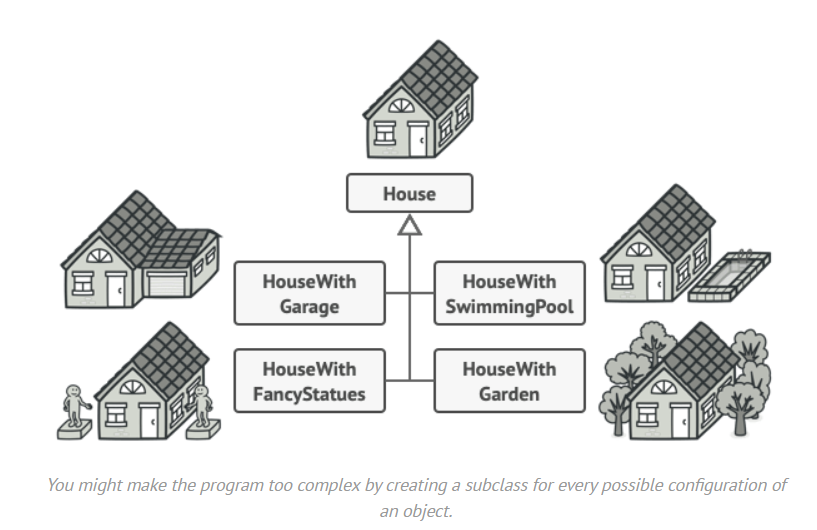 House
HouseWith
Garage
HouseWith
SwimmingPool
HouseWith
FancyStatues
HouseWith
Garden
You might make the program too complex by creating a subclass for every possible configuration of
an object.